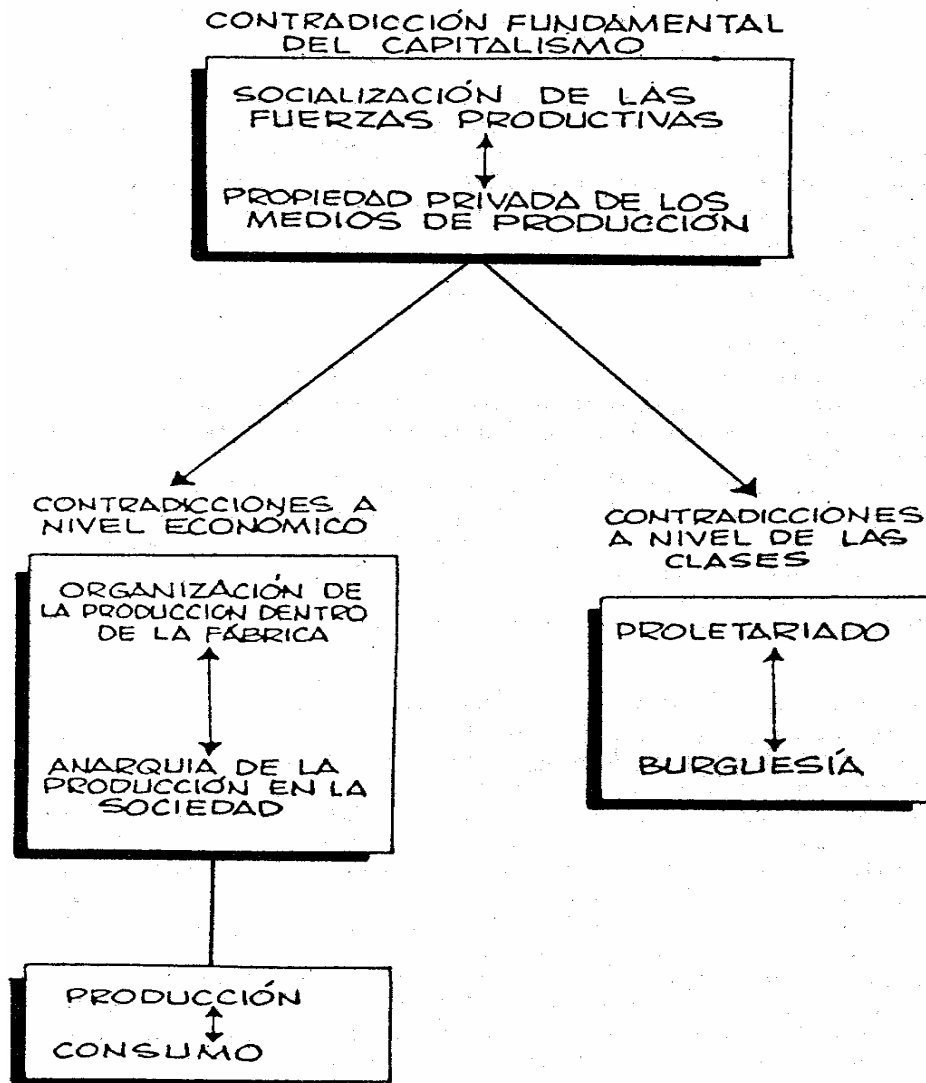 CONTRADICCIÓN FUNDAMENTAL
DEL CAPITALISMO
SOCIALIZACIÓN DE LAS
FUERZAS PRODUCTIVAS
PROPIEDAD PRIVADA DE LOS
MEDIOS DE PRODUCCIÓN
CONTRADICCIONES A
NIVEL ECONÓMICO
ORGANIZACIÓN DE
LA PRODUCCION DENTRO
DE LA FÁBRICA
ANARQUIA DE LA
PRODUCCIÓN EN LA
SOCIEDAD
PRODUCCIÓN
CONSUMO
CONTRADICCIONES
A NIVEL DE LAS
CLASES
PROLETARIADO
BURGUESÍA